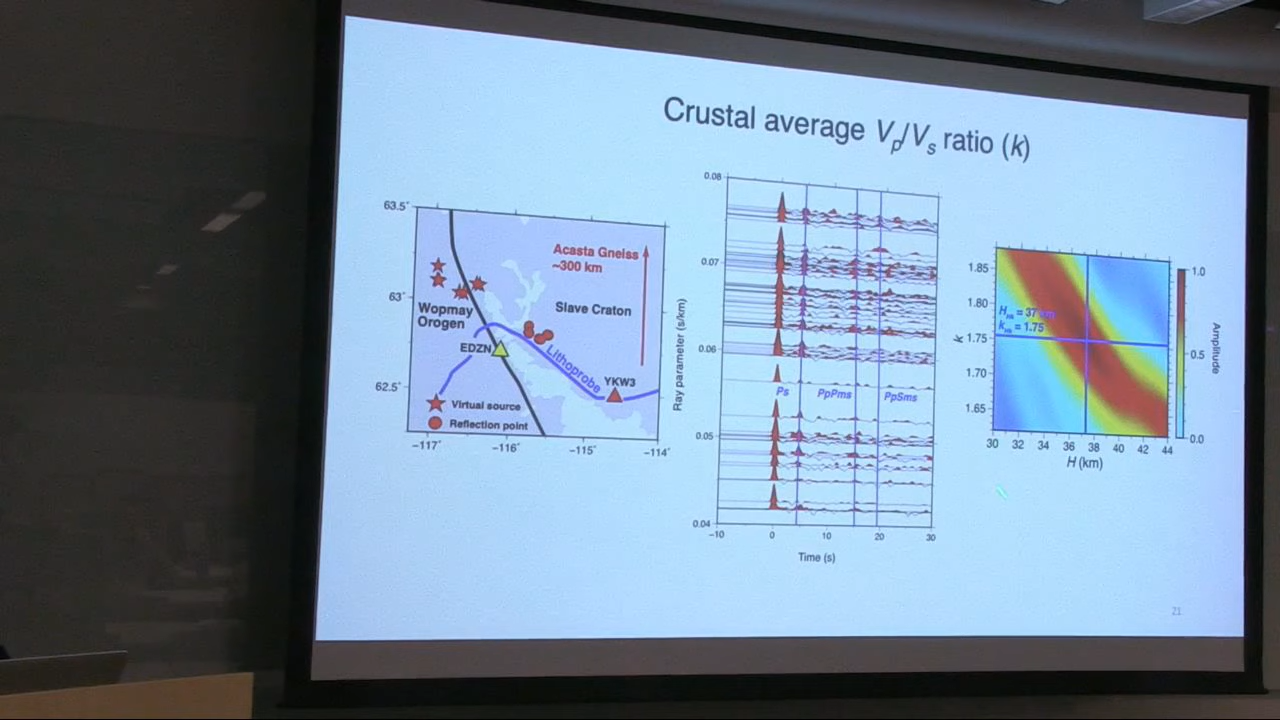 Crustal average Vp/Vs ratio (k)
63.5°
63°
62.5°
-117°
-116°
-115°
-114°
Acasta Gneiss
~300 km
Slave Craton
Wopmay
Orogen
EDZN
Lithoprobe
YKW3
Virtual source
Reflection point
Ray parameter (s/km)
0.08
0.07
0.06
0.05
0.04
Ps
PpPms
PpSms
-10
0
10
20
30
Time (s)
k
1.85
1.80
1.75
1.70
1.65
= 37 km
= 1.75
30
32
34
36
38
40
42
44
H (km)
1.0
0.5
0.0
Amplitude
21